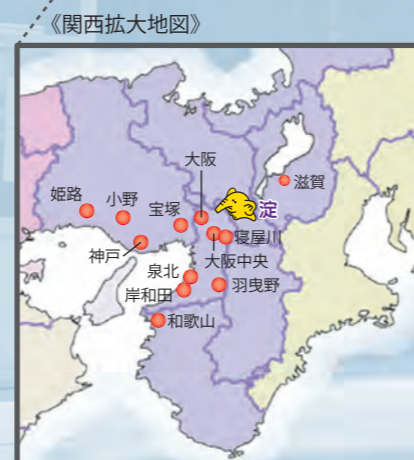 《関西拡大地図》
大阪
滋賀
姫路
小野
宝塚
淀
寝屋川
神戸
大阪中央
泉北
羽曳野
岸和田
和歌山